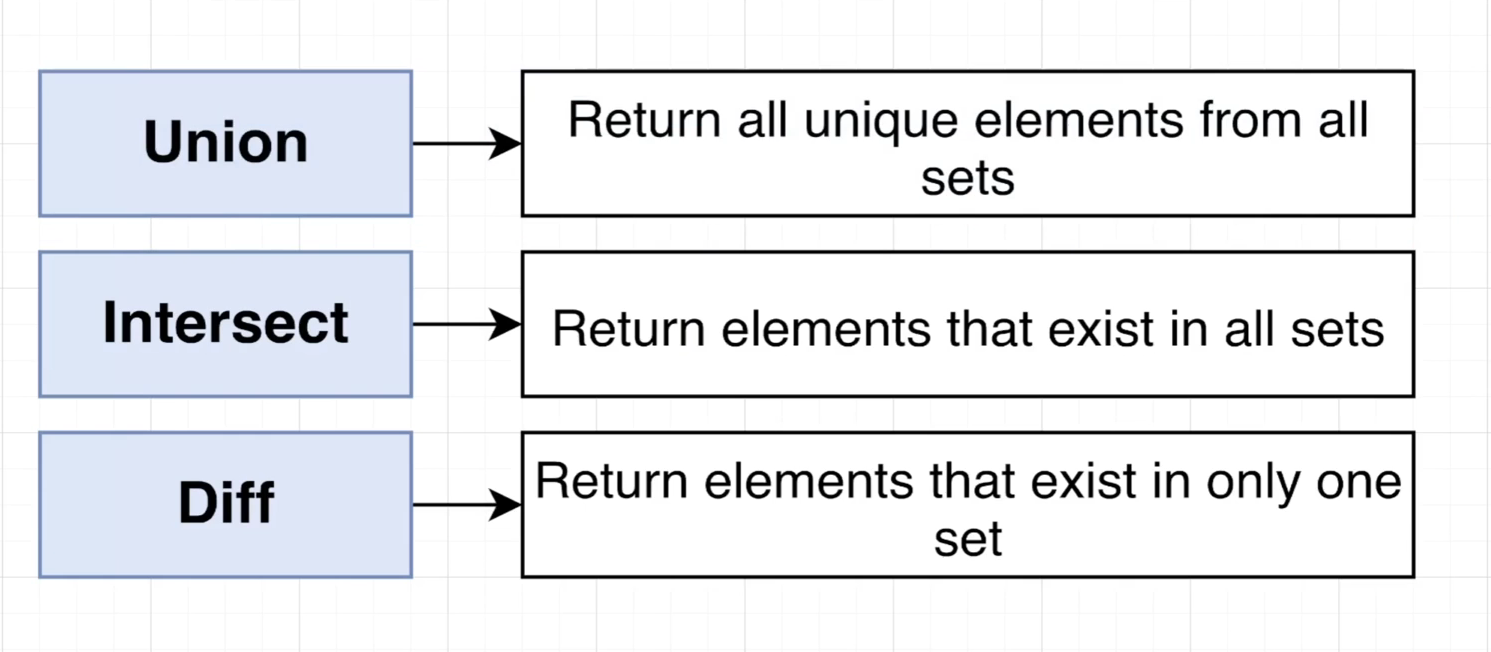 Union
Return all unique elements from all
sets
Intersect
Return elements that exist in all sets
Diff
Return elements that exist in only one
set